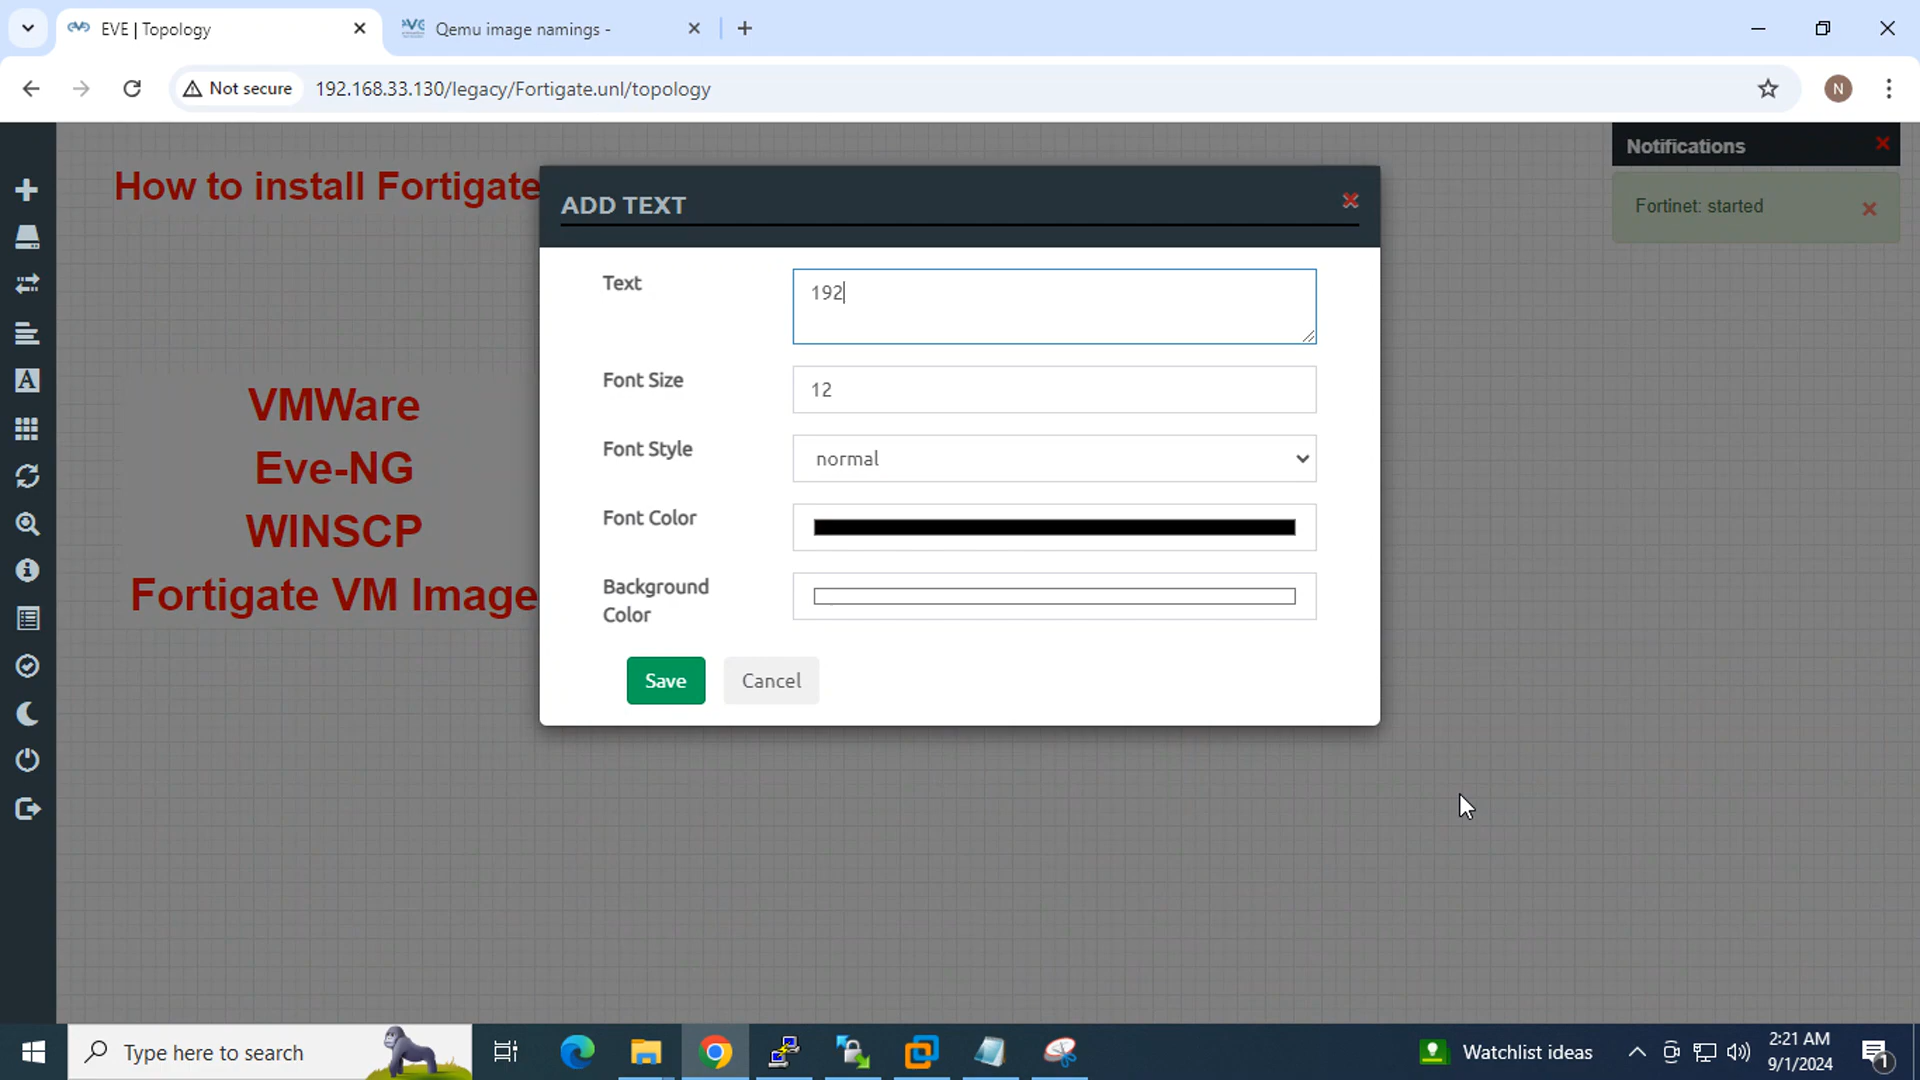 EVE | Topology
Qemu image namings -
Not secure
192.168.33.130/legacy/Fortigate.unl/topology
N
How to install Fortigate
Notifications
Fortinet: started
ADD TEXT
Text
192
Font Size
12
Font Style
normal
Font Color
Background
Color
Save
Cancel
VMWare
Eve-NG
WINSCP
Fortigate VM Image
A
Type here to search
Watchlist ideas
2:21 AM
9/1/2024
1